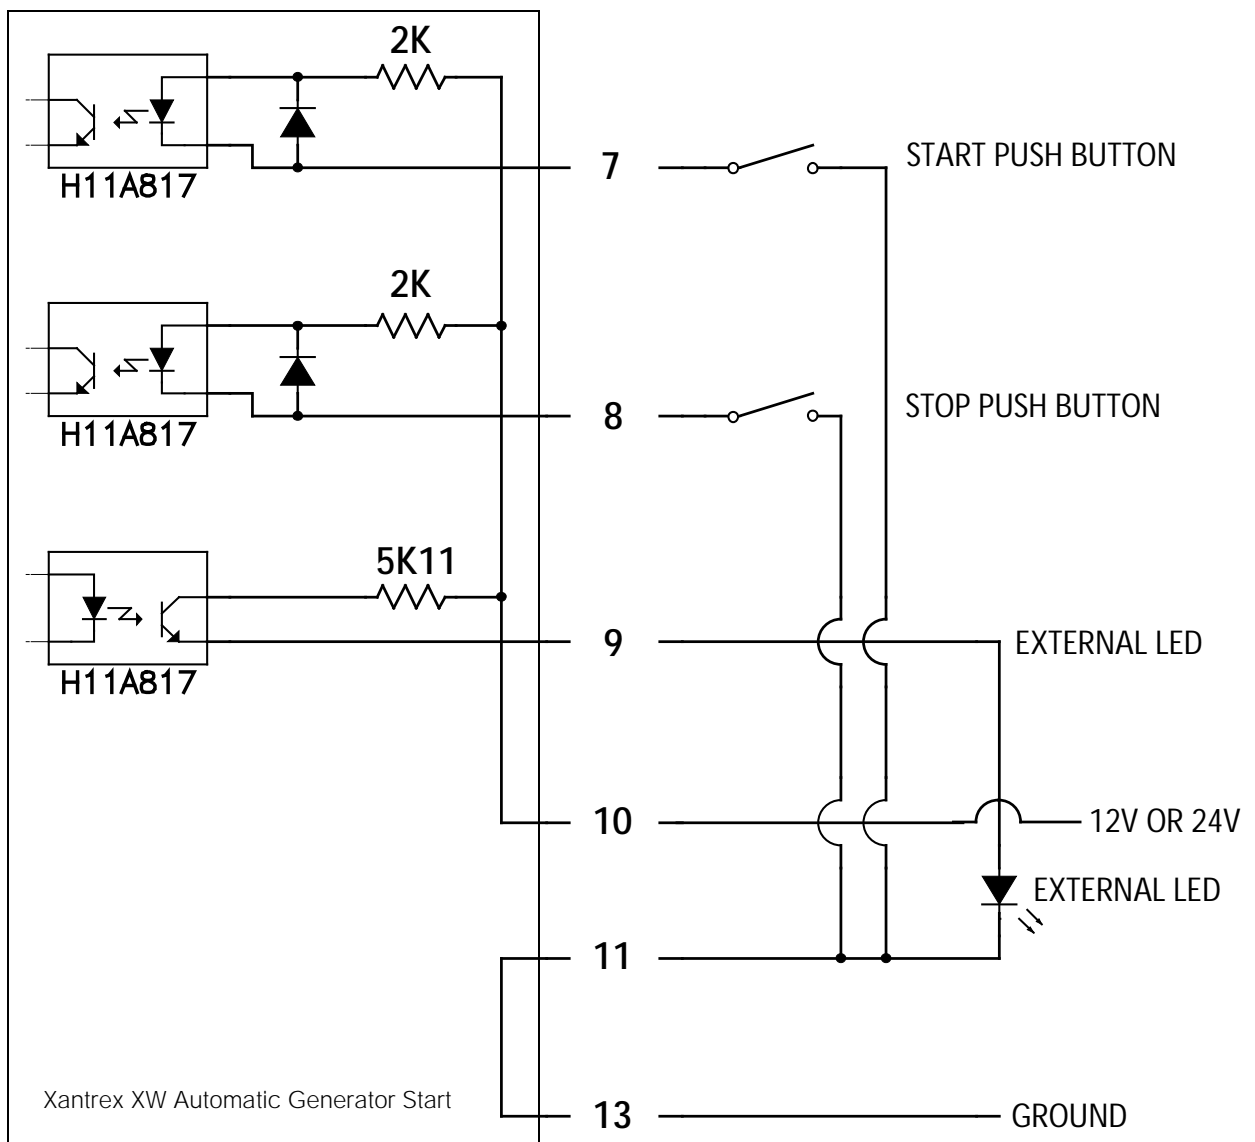 2K
H11A817
7
START PUSH BUTTON
2K
H11A817
8
STOP PUSH BUTTON
5K11
H11A817
9
EXTERNAL LED
10
12V OR 24V
EXTERNAL LED
11
Xantrex XW Automatic Generator Start
13
GROUND